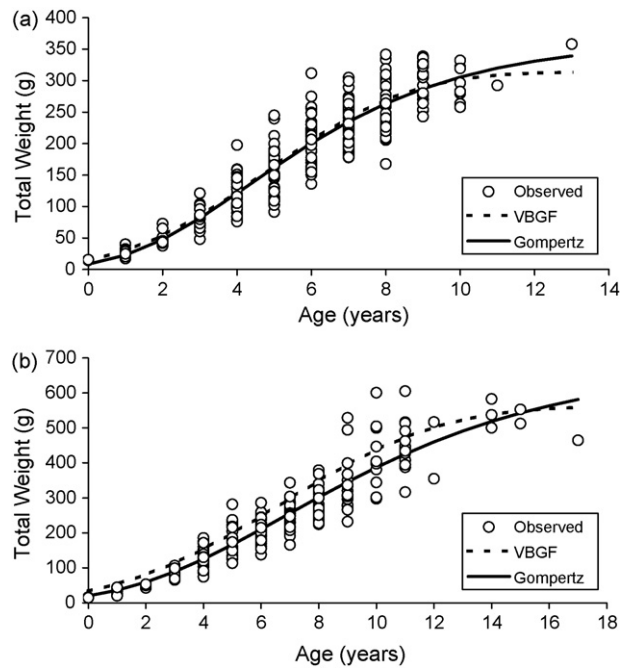 (a)
400
350
300
250
200
150
100
50
0
Total Weight (g)
0 2 4 6 8 10 12 14
Age (years)
Observed
VBGF
Gompertz
(b)
700
600
500
400
300
200
100
0
Total Weight (g)
0 2 4 6 8 10 12 14 16 18
Age (years)
Observed
VBGF
Gompertz